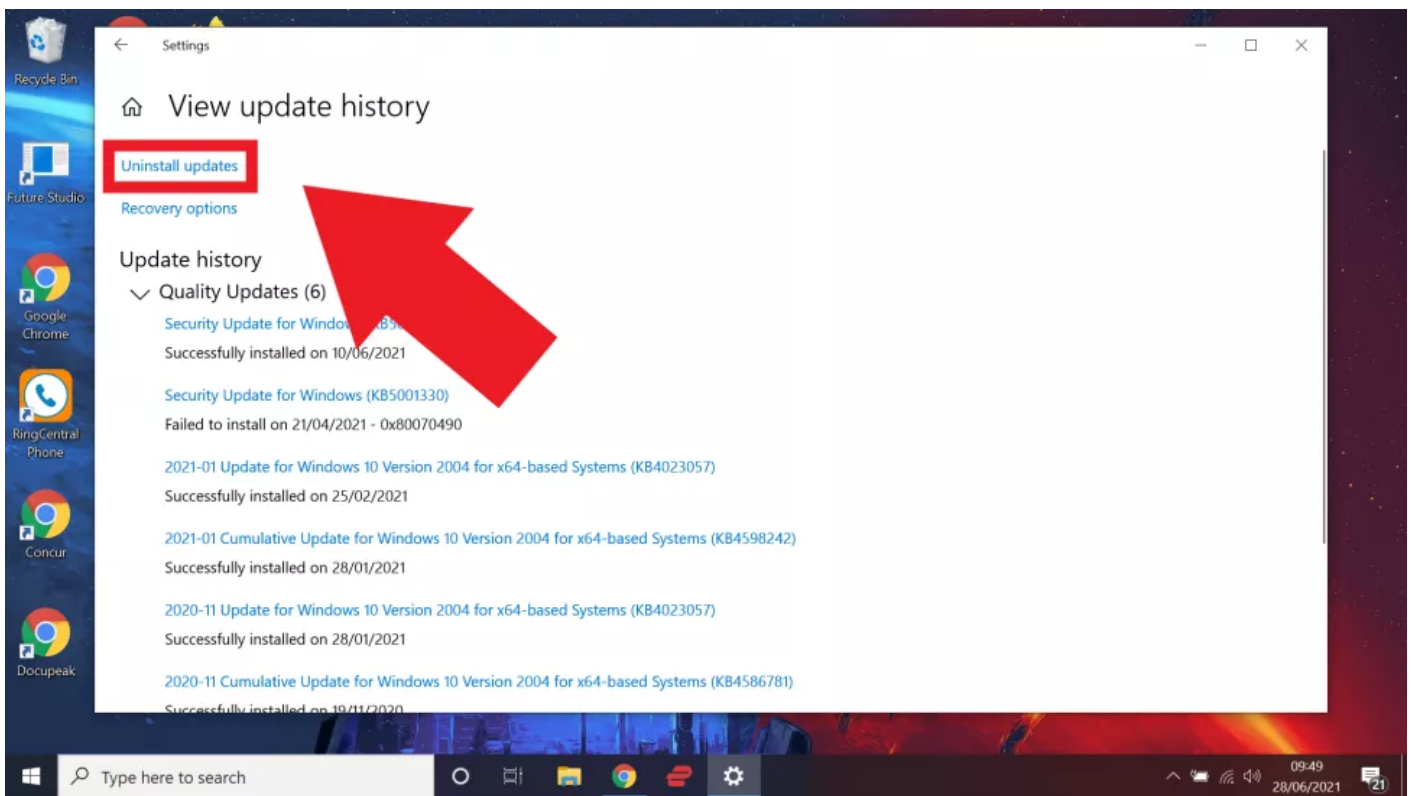 Recycle Bin
Future Studio
Google
Chrome
RingCentral
Phone
Concur
Docupeak
Settings
View update history
Uninstall updates
Recovery options
Update history
Quality Updates (6)
Security Update for
Successfully installed on 10/06/2021
Security Update for Windows (KB5001330)
Failed to install on 21/04/2021 - 0x80070490
2021-01 Update for Windows 10 Version 2004 for x64-based Systems (KB4023057)
Successfully installed on 25/02/2021
2021-01 Cumulative Update for Windows 10 Version 2004 for x64-based Systems (KB4598242)
Successfully installed on 28/01/2021
2020-11 Update for Windows 10 Version 2004 for x64-based Systems (KB4023057)
Successfully installed on 28/01/2021
2020-11 Cumulative Update for Windows 10 Version 2004 for x64-based Systems (KB4586781)
Successfully installed on 19/11/2020
Type here to search
09:49
28/06/2021
21